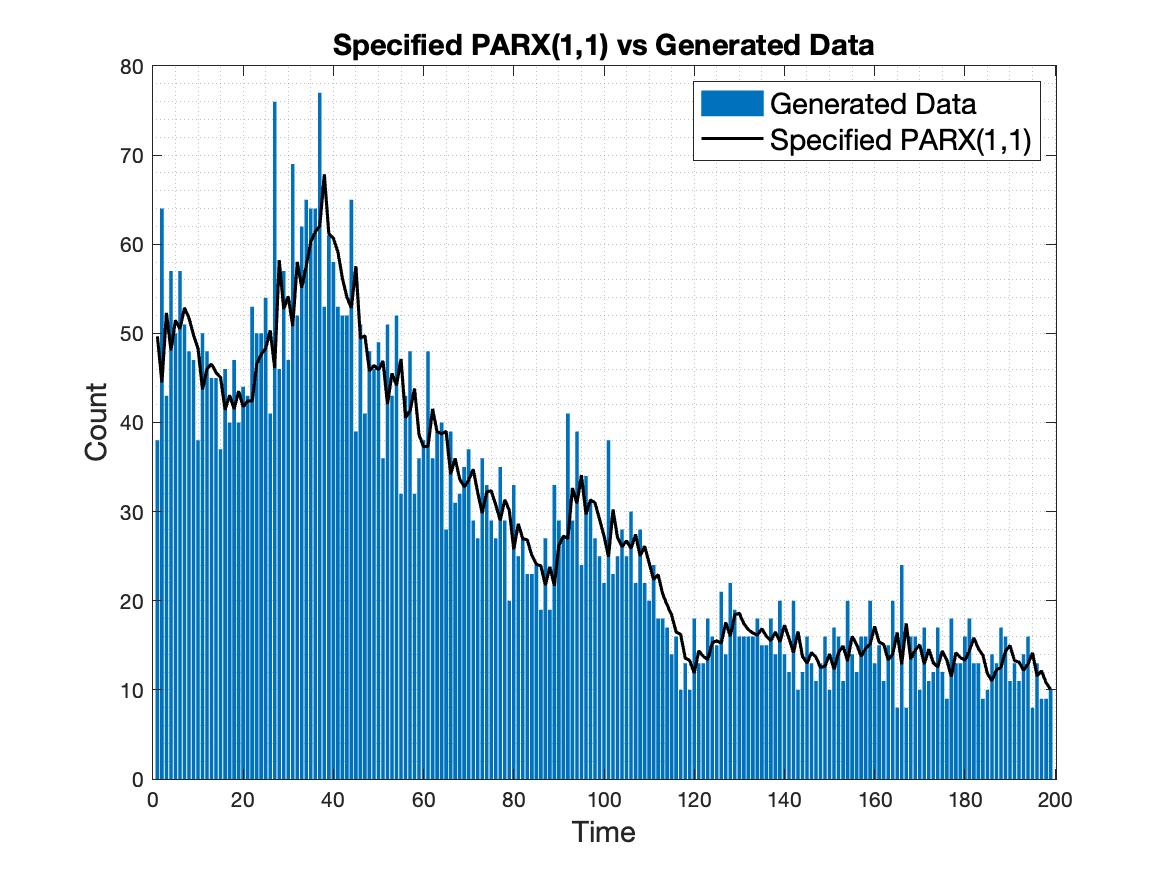 Specified PARX(1,1) vs Generated Data
Generated Data
Specified PARX(1,1)
Count
80
70
60
50
40
30
20
10
0
0 20 40 60 80 100 120 140 160 180 200
Time